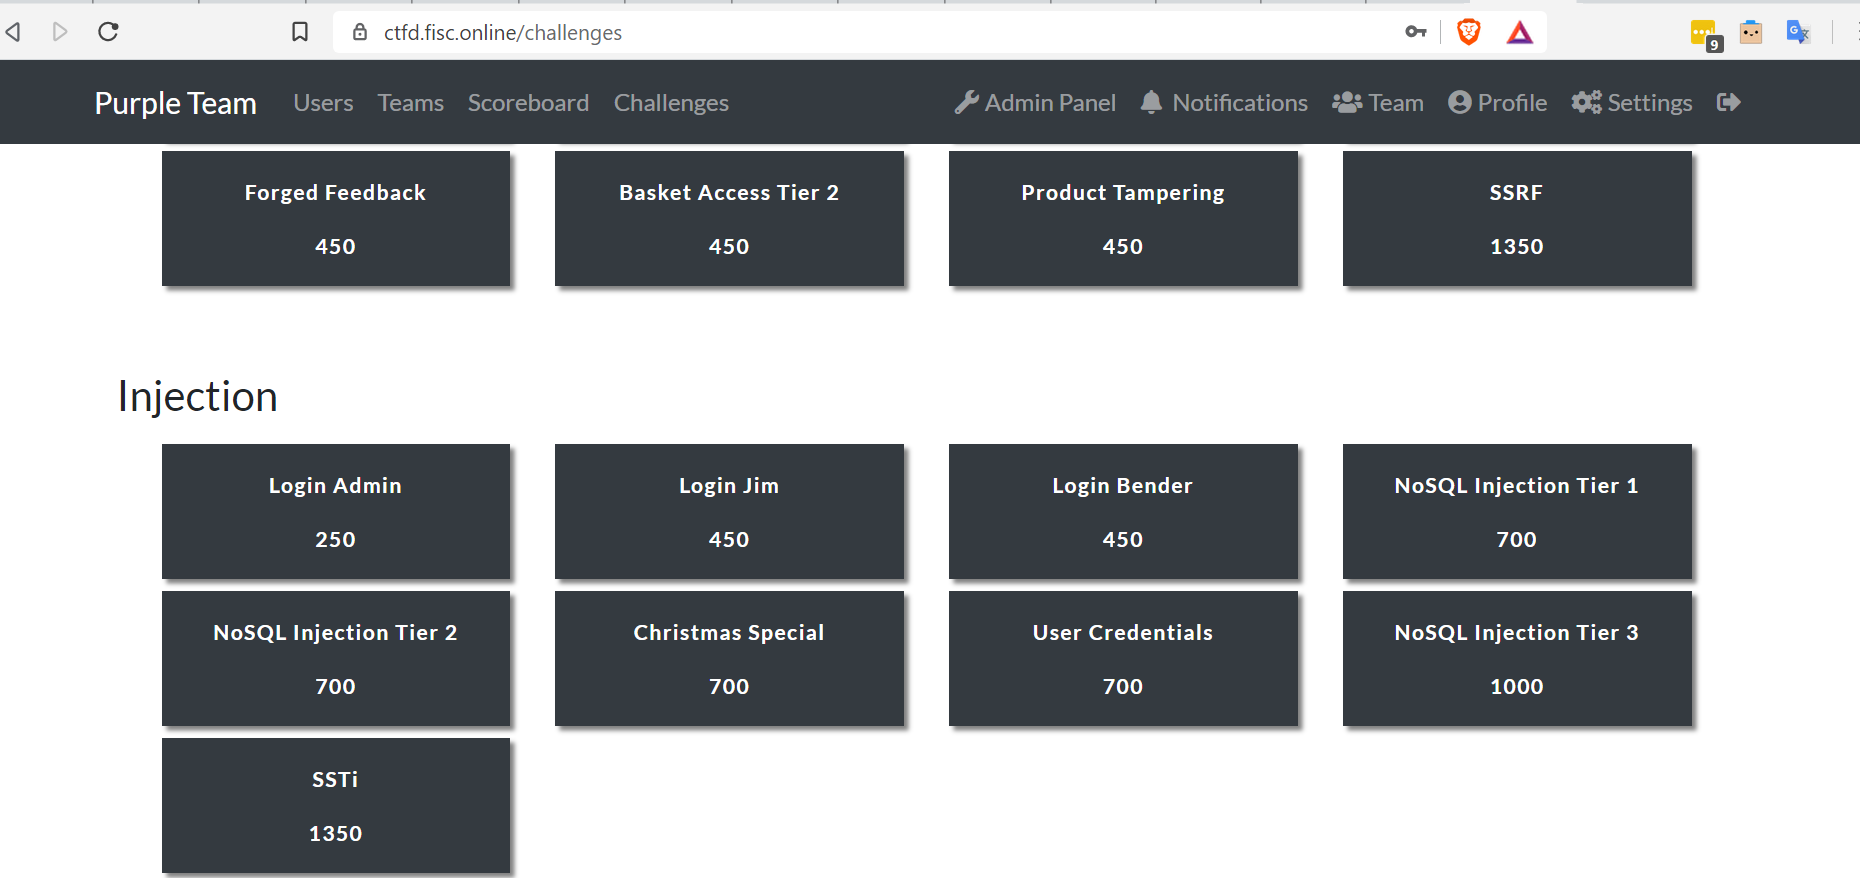 ctfd.fisc.online/challenges
9
Purple Team Users Teams Scoreboard Challenges Admin Panel Notifications Team Profile Settings
Forged Feedback Basket Access Tier 2 Product Tampering SSRF
450 450 450 1350
Injection
Login Admin Login Jim Login Bender NoSQL Injection Tier 1
250 450 450 700
NoSQL Injection Tier 2 Christmas Special User Credentials NoSQL Injection Tier 3
700 700 700 1000
SSTi
1350